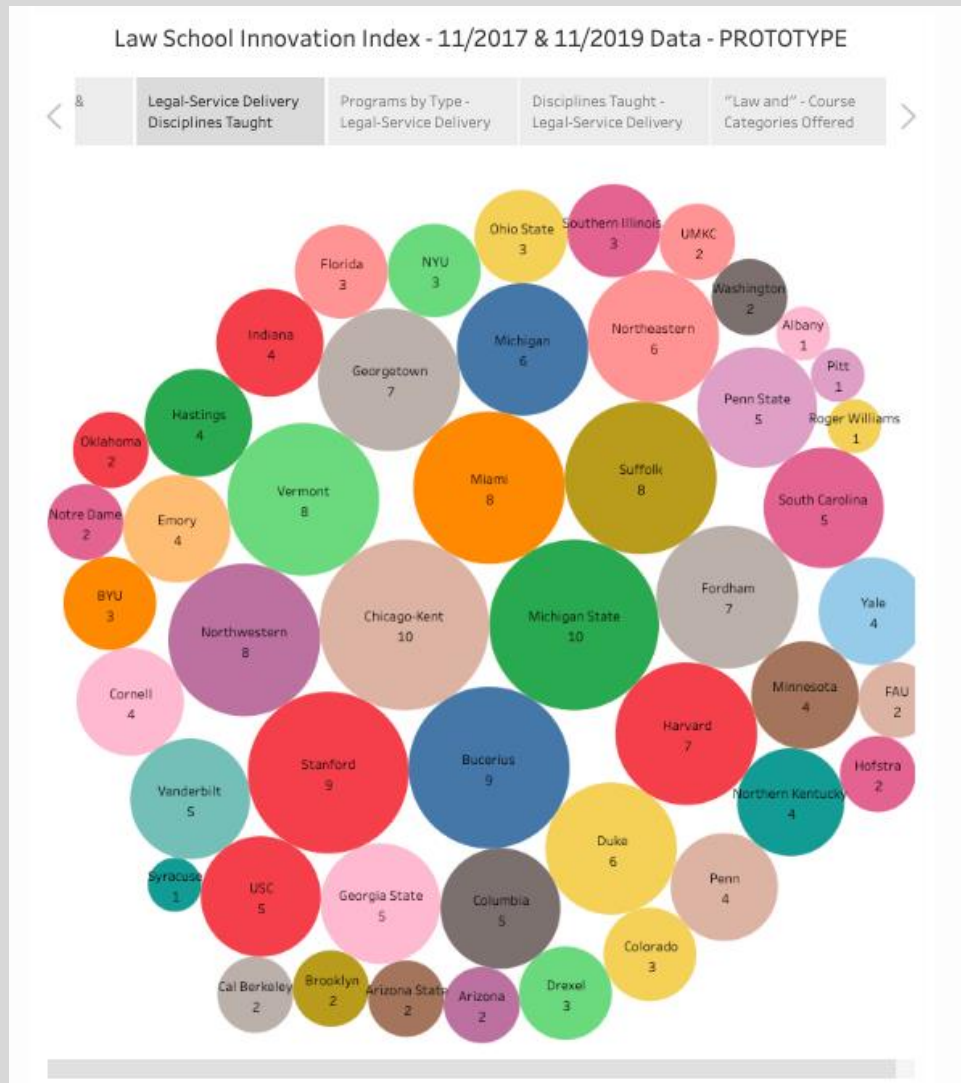 Law School Innovation Index - 11/2017 & 11/2019 Data - PROTOTYPE
&
Legal-Service Delivery
Disciplines Taught
Programs by Type -
Legal-Service Delivery
Disciplines Taught -
Legal-Service Delivery
"Law and" - Course
Categories Offered
Ohio State
3
Southern Illinois
3
UMKC
2
Florida
3
NYU
3
Washington
2
Indiana
4
Georgetown
7
Michigan
6
Northeastern
6
Albany
1
Pitt
1
Penn State
5
Roger Williams
1
Hastings
4
Oklahoma
2
Vermont
8
Miami
8
Suffolk
8
South Carolina
5
Notre Dame
2
Emory
4
BYU
3
Northwestern
8
Chicago-Kent
10
Michigan State
10
Fordham
7
Yale
4
Cornell
4
Minnesota
4
FAU
2
Harvard
7
Stanford
9
Bucerius
9
Hofstra
2
Vanderbilt
5
Northern Kentucky
4
Duke
6
Syracuse
1
USC
5
Georgia State
5
Columbia
5
Penn
4
Colorado
3
Cal Berkeley
2
Brooklyn
2
Arizona State
2
Arizona
2
Drexel
3